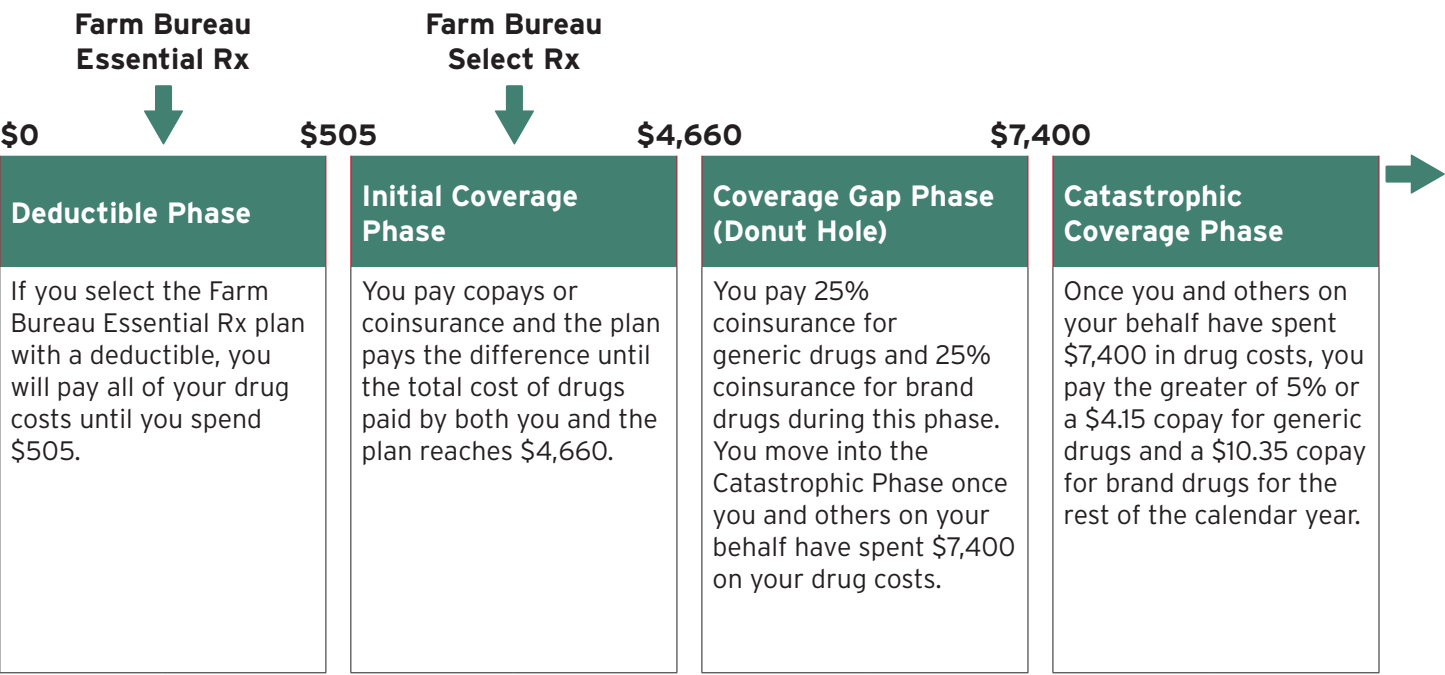 Farm Bureau
Essential Rx
Farm Bureau
Select Rx
$0
$505
$4,660
$7,400
Deductible Phase
If you select the Farm
Bureau Essential Rx plan
with a deductible, you
will pay all of your drug
costs until you spend
$505.
Initial Coverage
Phase
You pay copays or
coinsurance and the plan
pays the difference until
the total cost of drugs
paid by both you and the
plan reaches $4,660.
Coverage Gap Phase
(Donut Hole)
You pay 25%
coinsurance for
generic drugs and 25%
coinsurance for brand
drugs during this phase.
You move into the
Catastrophic Phase once
you and others on your
behalf have spent $7,400
on your drug costs.
Catastrophic
Coverage Phase
Once you and others on
your behalf have spent
$7,400 in drug costs, you
pay the greater of 5% or
a $4.15 copay for generic
drugs and a $10.35 copay
for brand drugs for the
rest of the calendar year.